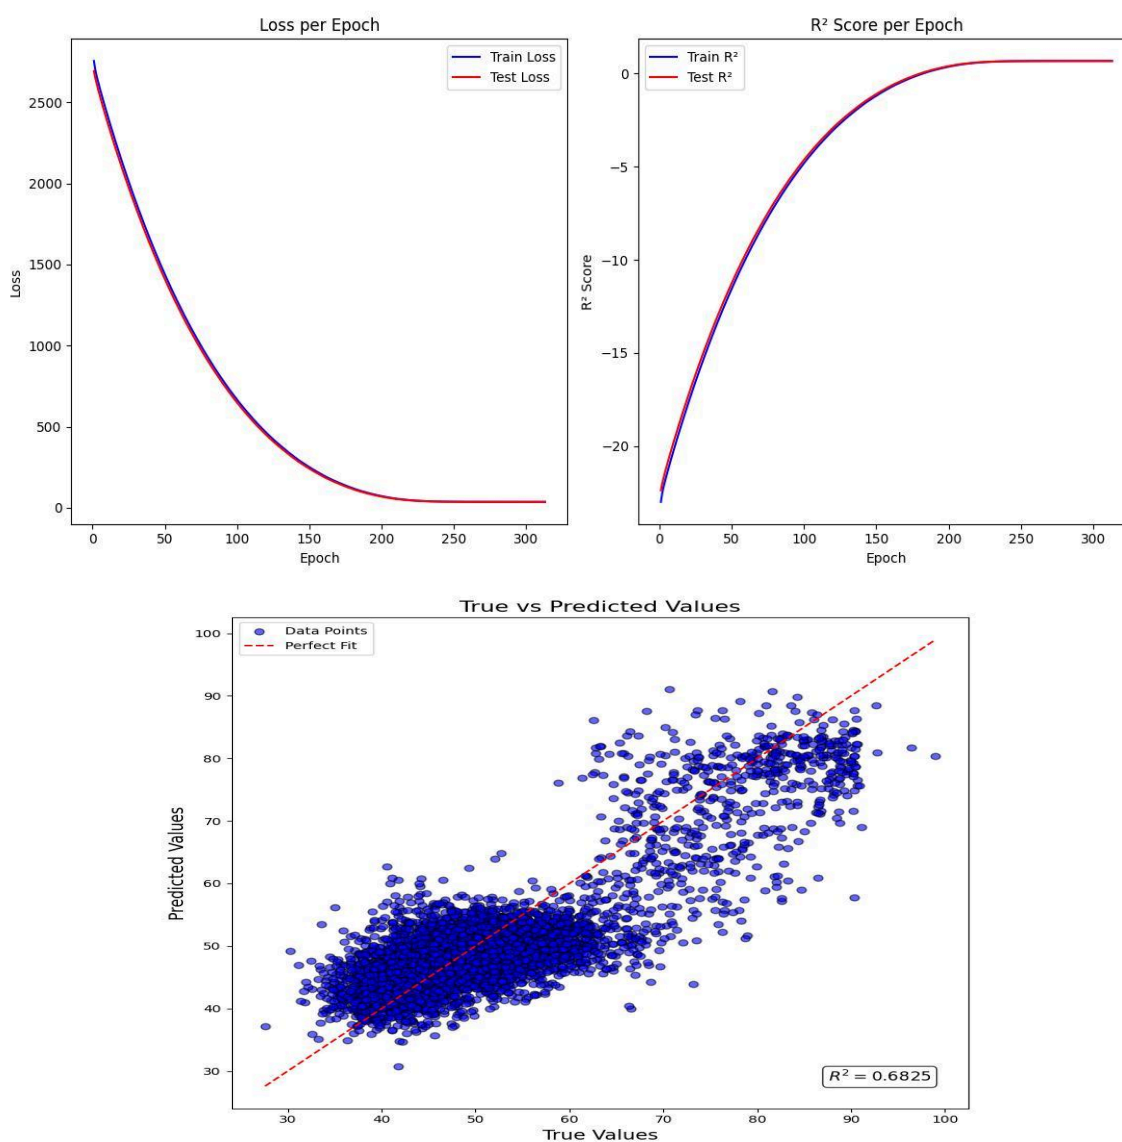 Loss per Epoch
Train Loss
Test Loss
2500
2000
1500
1000
500
0
Loss
0 50 100 150 200 250 300
Epoch
R² Score per Epoch
Train R²
Test R²
0
−5
−10
−15
−20
R² Score
0 50 100 150 200 250 300
Epoch
True vs Predicted Values
Data Points
Perfect Fit
100
90
80
70
60
50
40
30
Predicted Values
R² = 0.6825
30 40 50 60 70 80 90 100
True Values